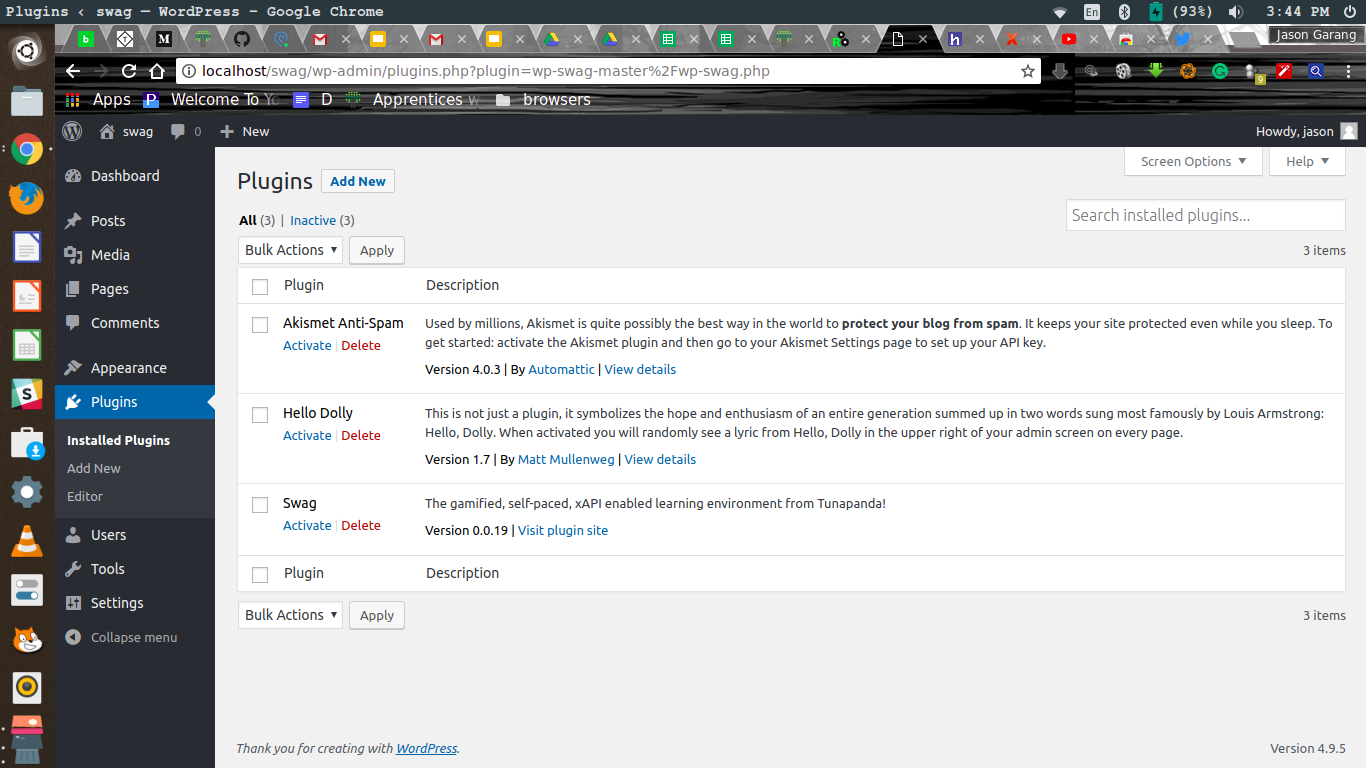 Plugins ‹ swag — WordPress - Google Chrome
En
(93%)
3:44 PM
Jason Garang
localhost/swag/wp-admin/plugins.php?plugin=wp-swag-master%2Fwp-swag.php
9
Apps
Welcome To Yo
D
Apprentices w
browsers
swag
0
New
Howdy, jason
Dashboard
Posts
Media
Pages
Comments
Appearance
Plugins
Installed Plugins
Add New
Editor
Users
Tools
Settings
Collapse menu
Screen Options
Help
Plugins Add New
All (3) | Inactive (3)
Search installed plugins...
Bulk Actions Apply
3 items
Plugin Description
Akismet Anti-Spam
Activate | Delete
Used by millions, Akismet is quite possibly the best way in the world to protect your blog from spam. It keeps your site protected even while you sleep. To
get started: activate the Akismet plugin and then go to your Akismet Settings page to set up your API key.
Version 4.0.3 | By Automattic | View details
Hello Dolly
Activate | Delete
This is not just a plugin, it symbolizes the hope and enthusiasm of an entire generation summed up in two words sung most famously by Louis Armstrong:
Hello, Dolly. When activated you will randomly see a lyric from Hello, Dolly in the upper right of your admin screen on every page.
Version 1.7 | By Matt Mullenweg | View details
Swag
Activate | Delete
The gamified, self-paced, xAPI enabled learning environment from Tunapanda!
Version 0.0.19 | Visit plugin site
Plugin Description
Bulk Actions Apply
3 items
Thank you for creating with WordPress.
Version 4.9.5